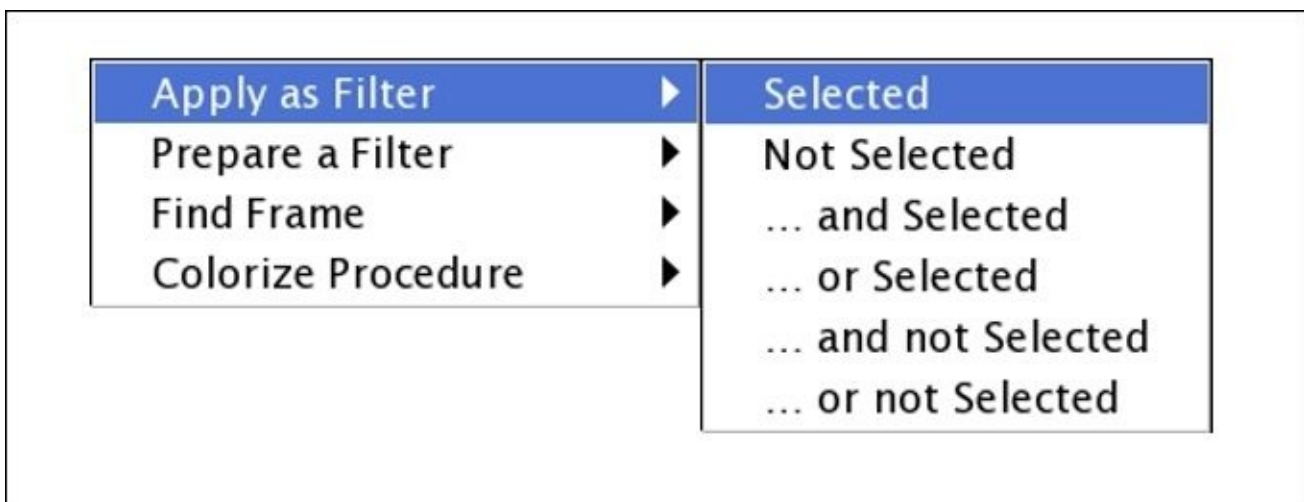 Apply as Filter
Prepare a Filter
Find Frame
Colorize Procedure
Selected
Not Selected
... and Selected
... or Selected
... and not Selected
... or not Selected